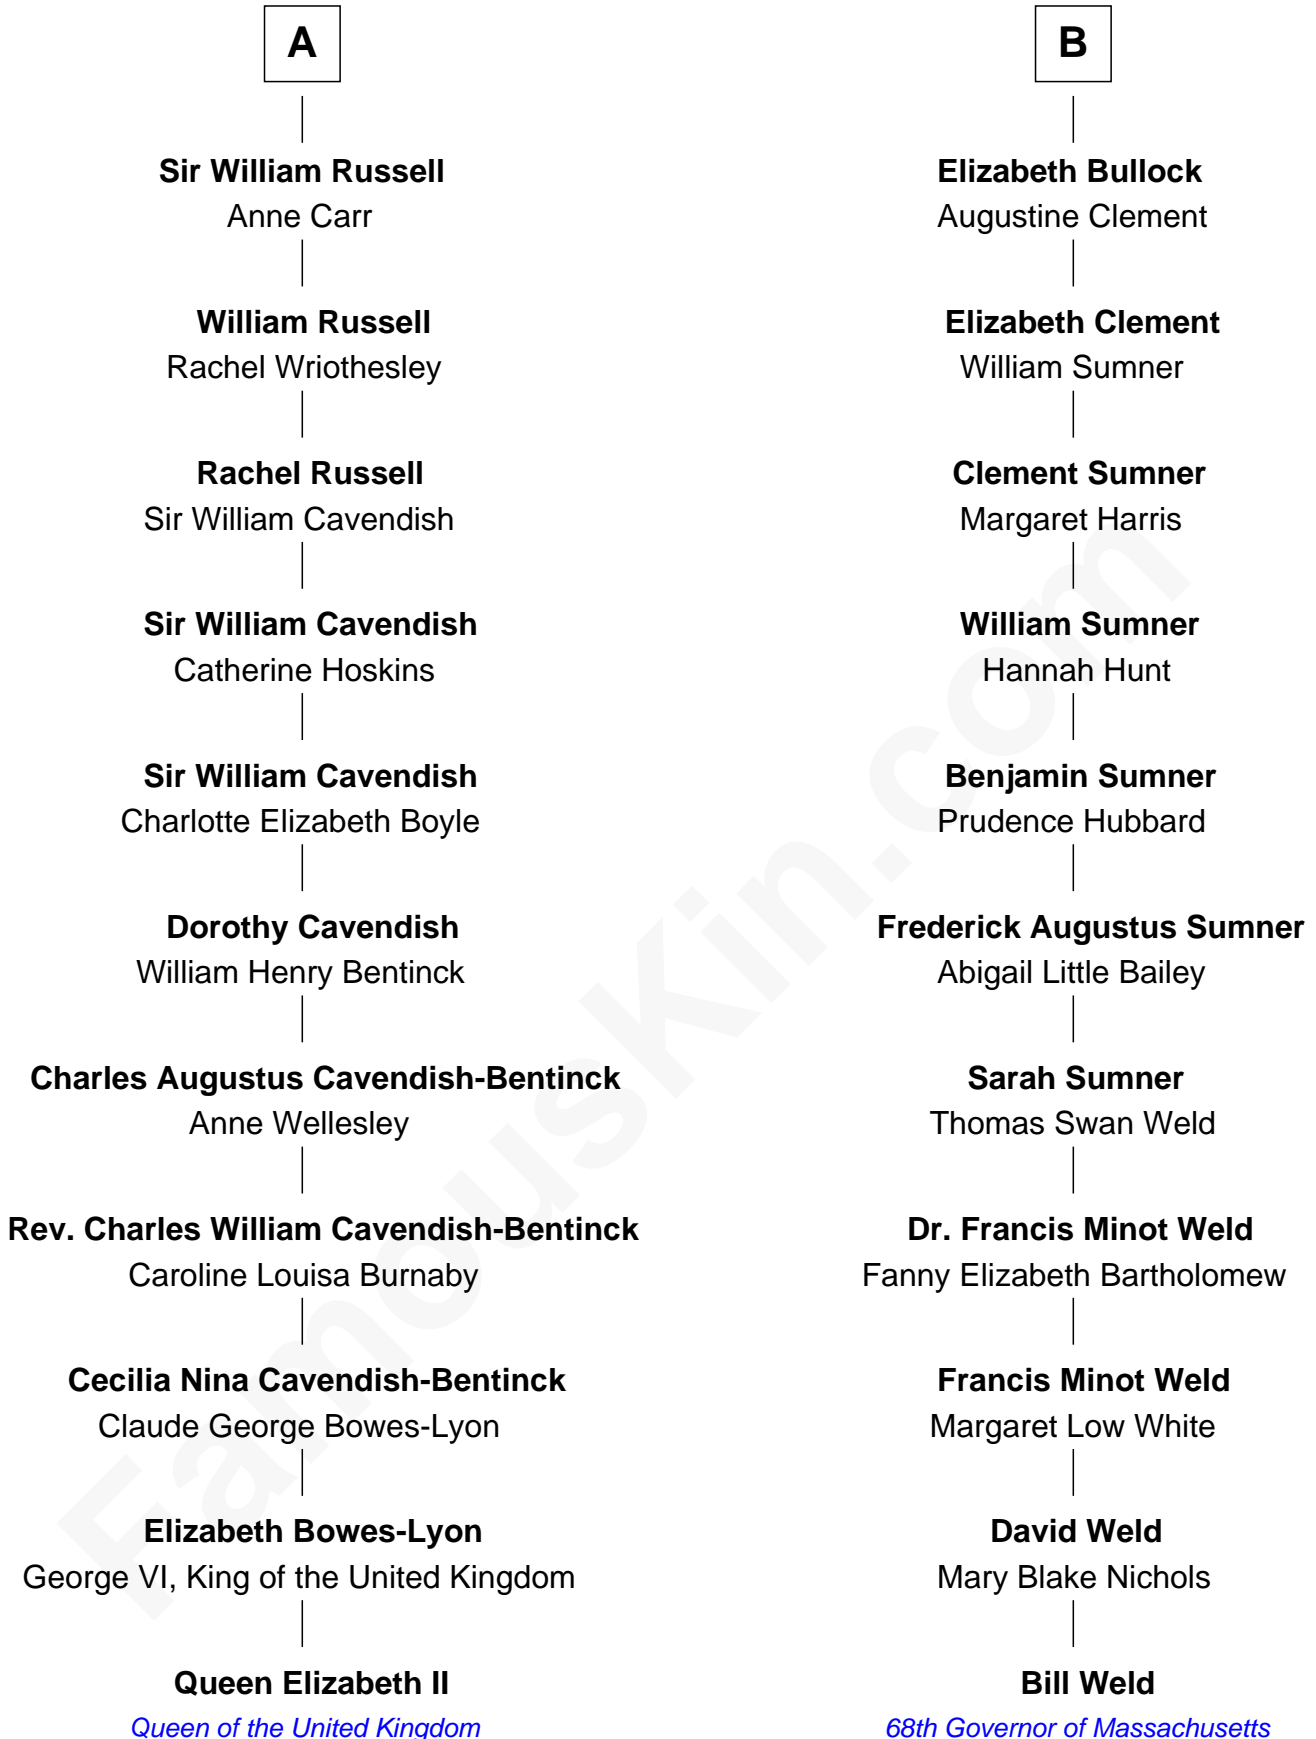 A
Sir William Russell
Anne Carr
William Russell
Rachel Wriothesley
Rachel Russell
Sir William Cavendish
Sir William Cavendish
Catherine Hoskins
Sir William Cavendish
Charlotte Elizabeth Boyle
Dorothy Cavendish
William Henry Bentinck
Charles Augustus Cavendish-Bentinck
Anne Wellesley
Rev. Charles William Cavendish-Bentinck
Caroline Louisa Burnaby
Cecilia Nina Cavendish-Bentinck
Claude George Bowes-Lyon
Elizabeth Bowes-Lyon
George VI, King of the United Kingdom
Queen Elizabeth II
Queen of the United Kingdom
B
Elizabeth Bullock
Augustine Clement
Elizabeth Clement
William Sumner
Clement Sumner
Margaret Harris
William Sumner
Hannah Hunt
Benjamin Sumner
Prudence Hubbard
Frederick Augustus Sumner
Abigail Little Bailey
Sarah Sumner
Thomas Swan Weld
Dr. Francis Minot Weld
Fanny Elizabeth Bartholomew
Francis Minot Weld
Margaret Low White
David Weld
Mary Blake Nichols
Bill Weld
68th Governor of Massachusetts
FamousKin.com